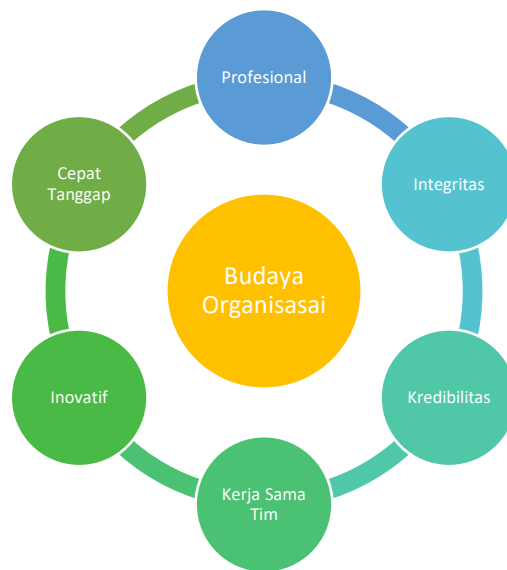 Profesional
Integritas
Kredibilitas
Kerja Sama
Tim
Inovatif
Cepat
Tanggap
Budaya
Organisasai